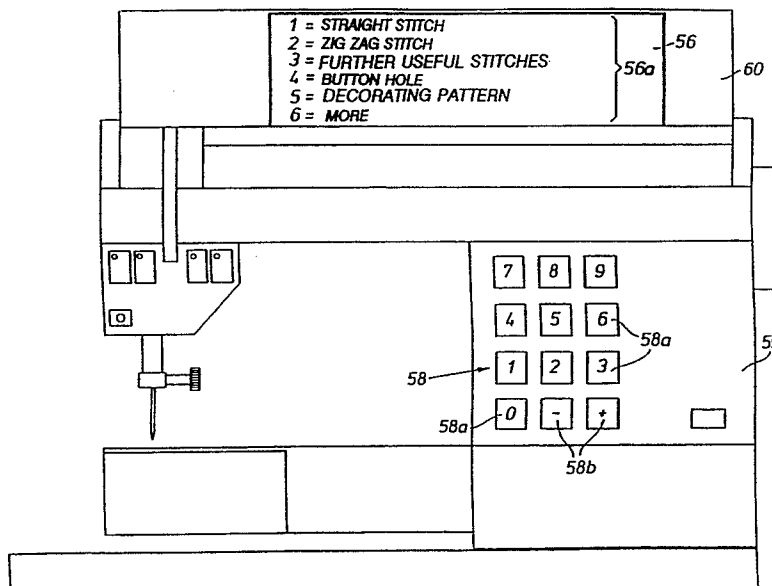 1 = STRAIGHT STITCH
2 = ZIG ZAG STITCH
3 = FURTHER USEFUL STITCHES
4 = BUTTON HOLE
5 = DECORATING PATTERN
6 = MORE
56
56a
60
7 8 9
4 5 6
58a
58
1 2 3
58a
0 - +
58b